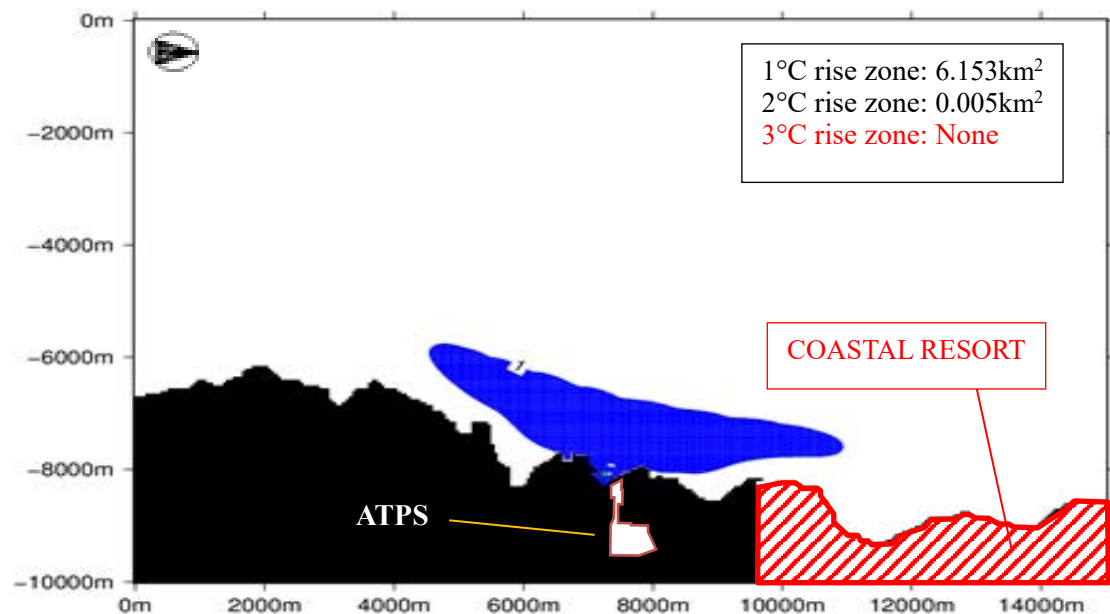 0m
1°C rise zone: 6.153km²
2°C rise zone: 0.005km²
3°C rise zone: None
-2000m
-4000m
-6000m
1
COASTAL RESORT
-8000m
ATPS
-10000m
0m 2000m 4000m 6000m 8000m 10000m 12000m 14000m